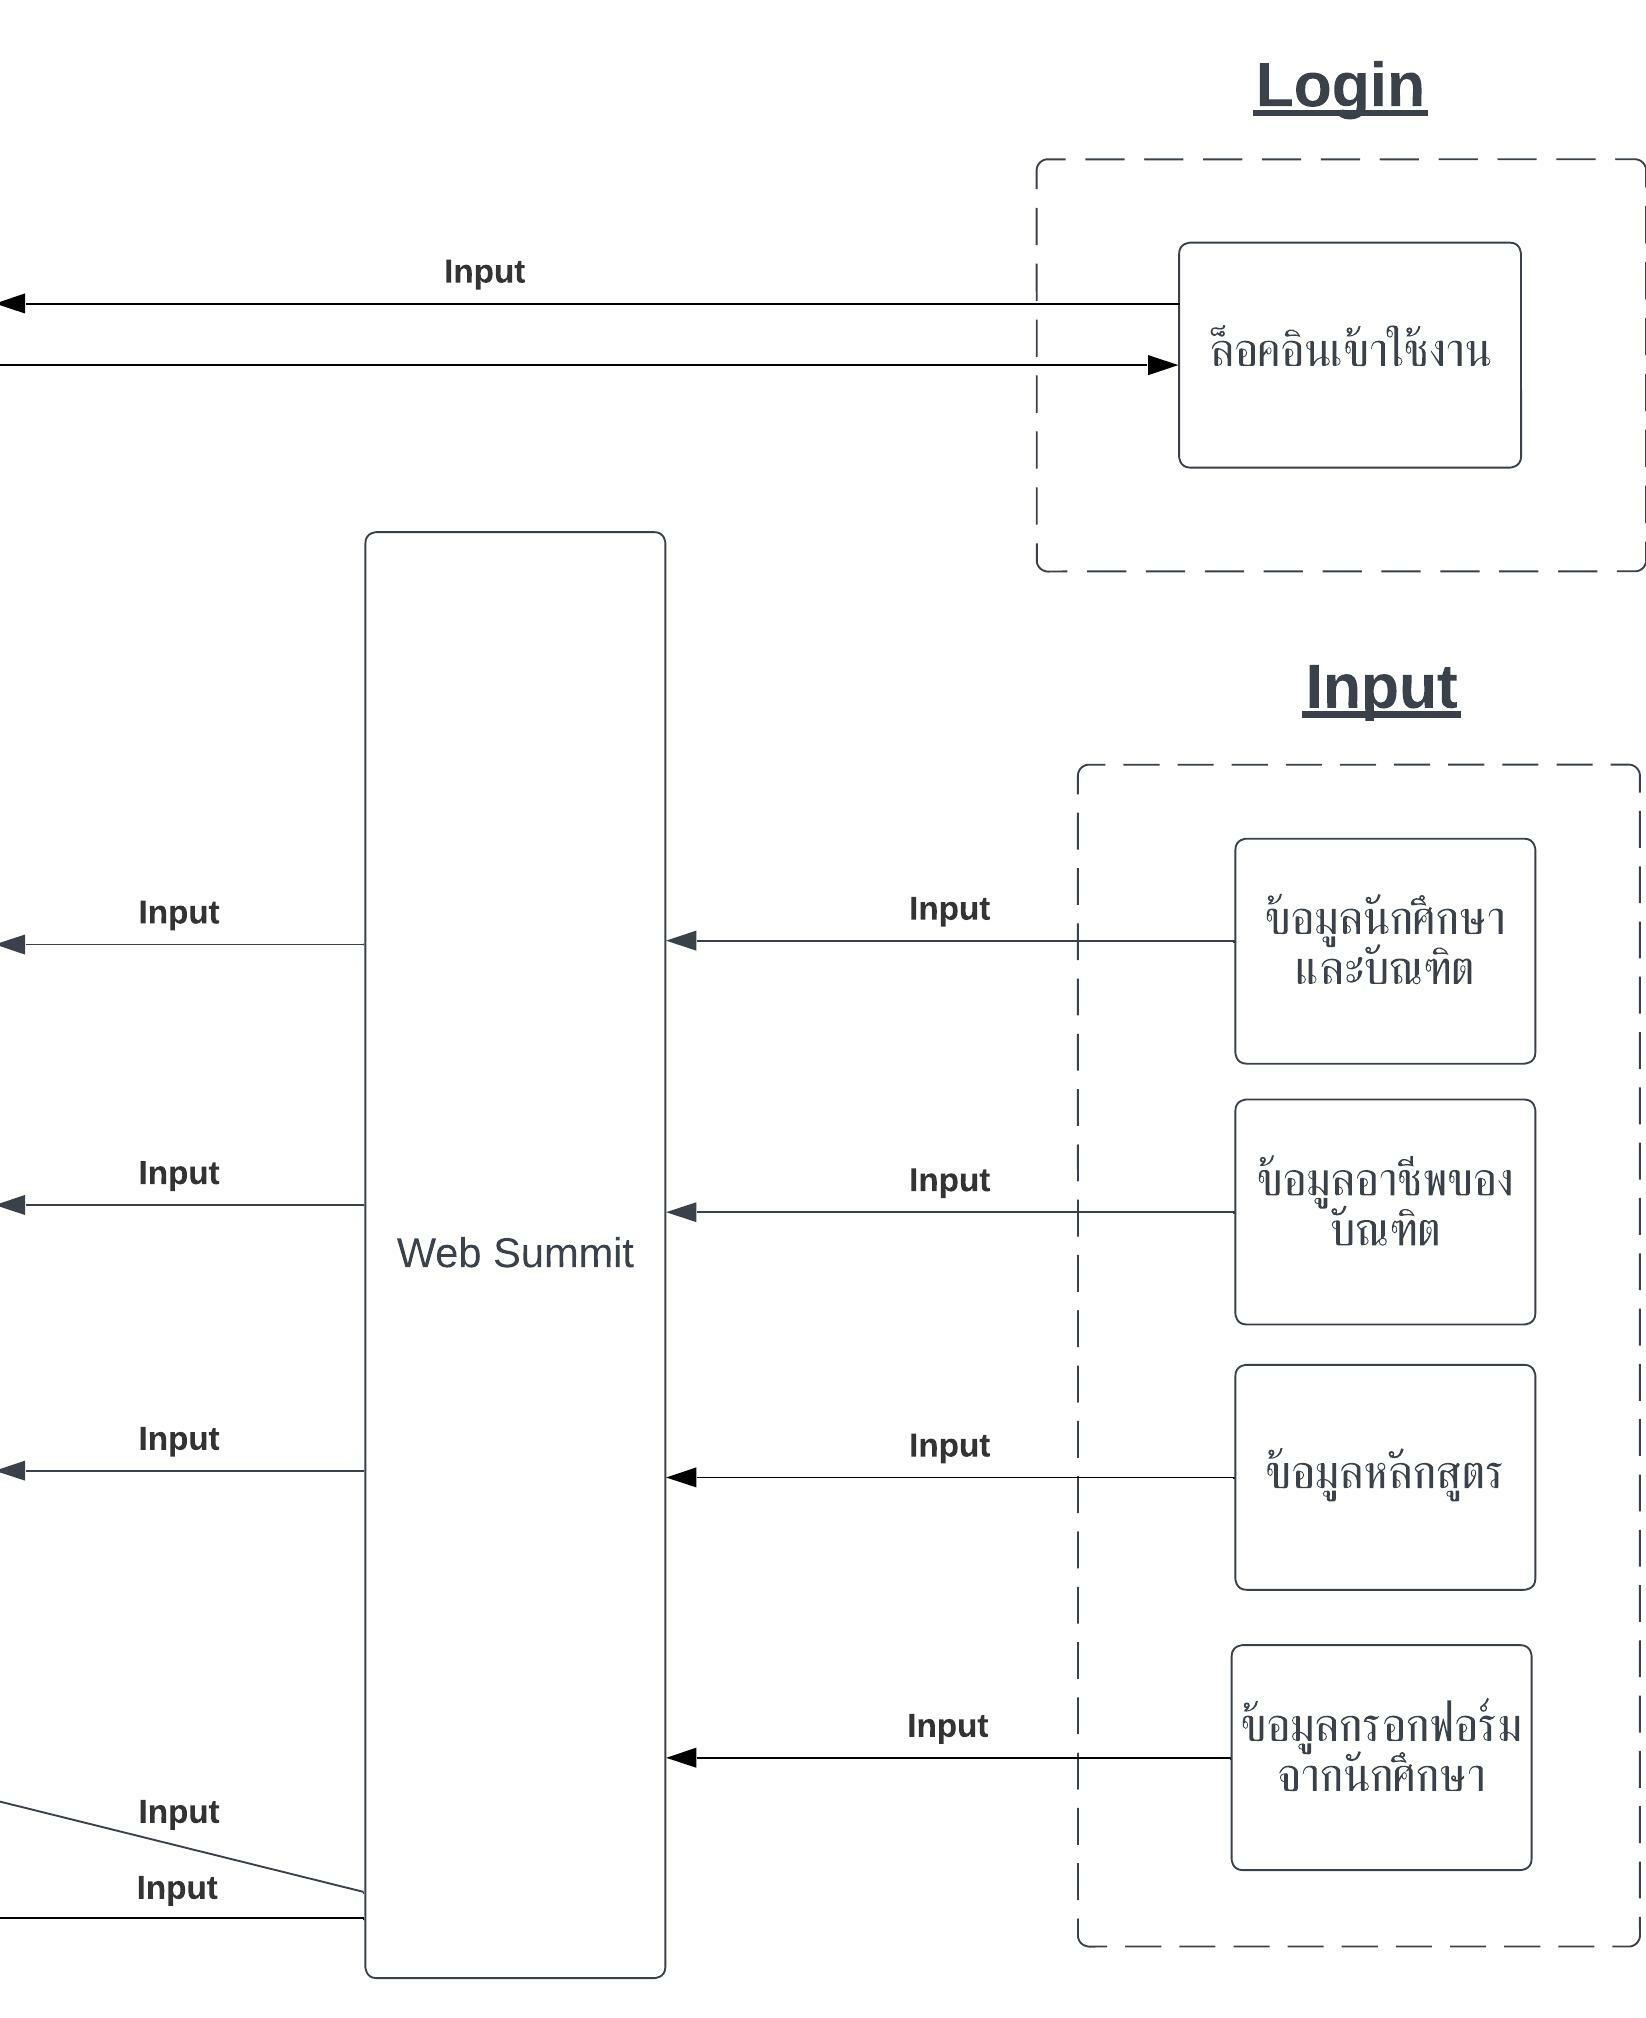 Login
Input
ล็อคอินเข้าใช้งาน
Input
Input
Input
ข้อมูลนักศึกษา
และบัณฑิต
Input
Input
ข้อมูลอาชีพของ
บัณฑิต
Web Summit
Input
Input
ข้อมูลหลักสูตร
Input
ข้อมูลกรอกฟอร์ม
จากนักศึกษา
Input
Input